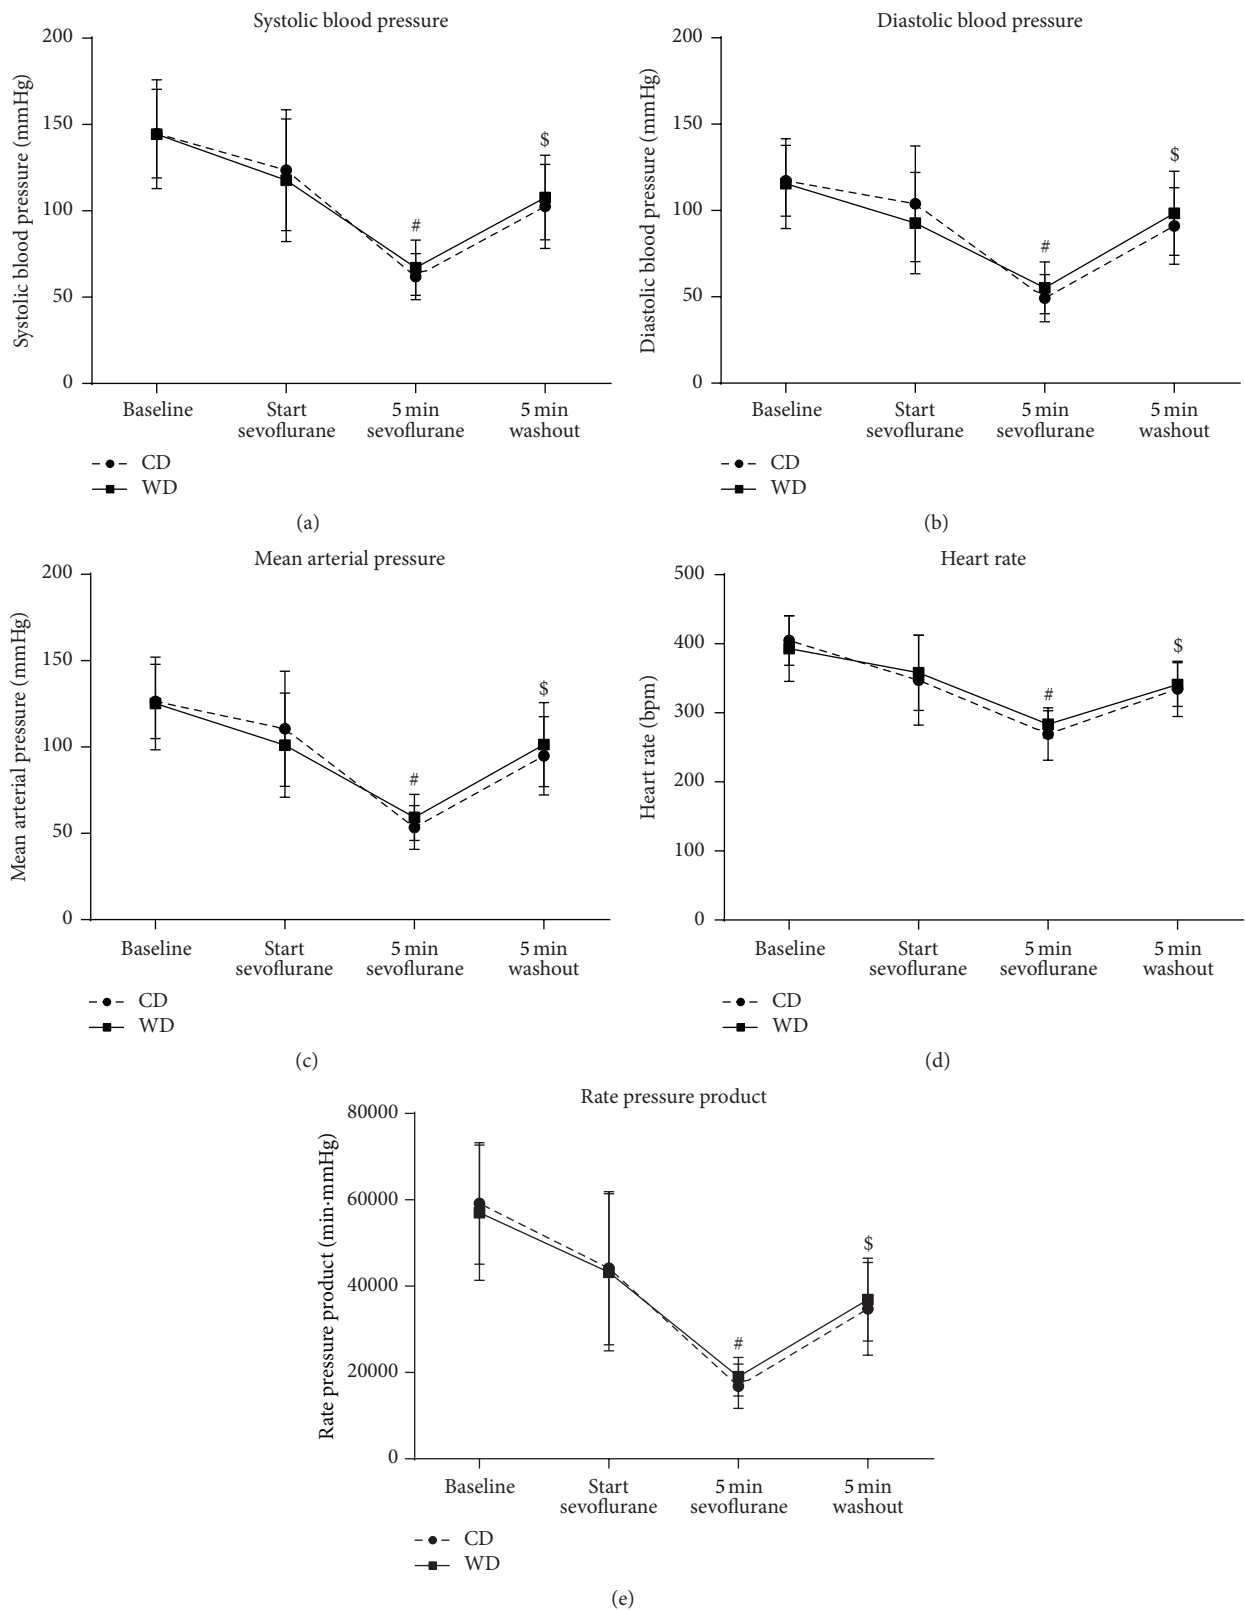 Systolic blood pressure
Systolic blood pressure (mmHg)
200
150
100
50
0
#
$
Baseline
Start sevoflurane
5 min sevoflurane
5 min washout
CD
WD
(a)
Diastolic blood pressure
Diastolic blood pressure (mmHg)
200
150
100
50
0
#
$
Baseline
Start sevoflurane
5 min sevoflurane
5 min washout
CD
WD
(b)
Mean arterial pressure
Mean arterial pressure (mmHg)
200
150
100
50
0
#
$
Baseline
Start sevoflurane
5 min sevoflurane
5 min washout
CD
WD
(c)
Heart rate
Heart rate (bpm)
500
400
300
200
100
0
#
$
Baseline
Start sevoflurane
5 min sevoflurane
5 min washout
CD
WD
(d)
Rate pressure product
Rate pressure product (min·mmHg)
80000
60000
40000
20000
0
#
$
Baseline
Start sevoflurane
5 min sevoflurane
5 min washout
CD
WD
(e)